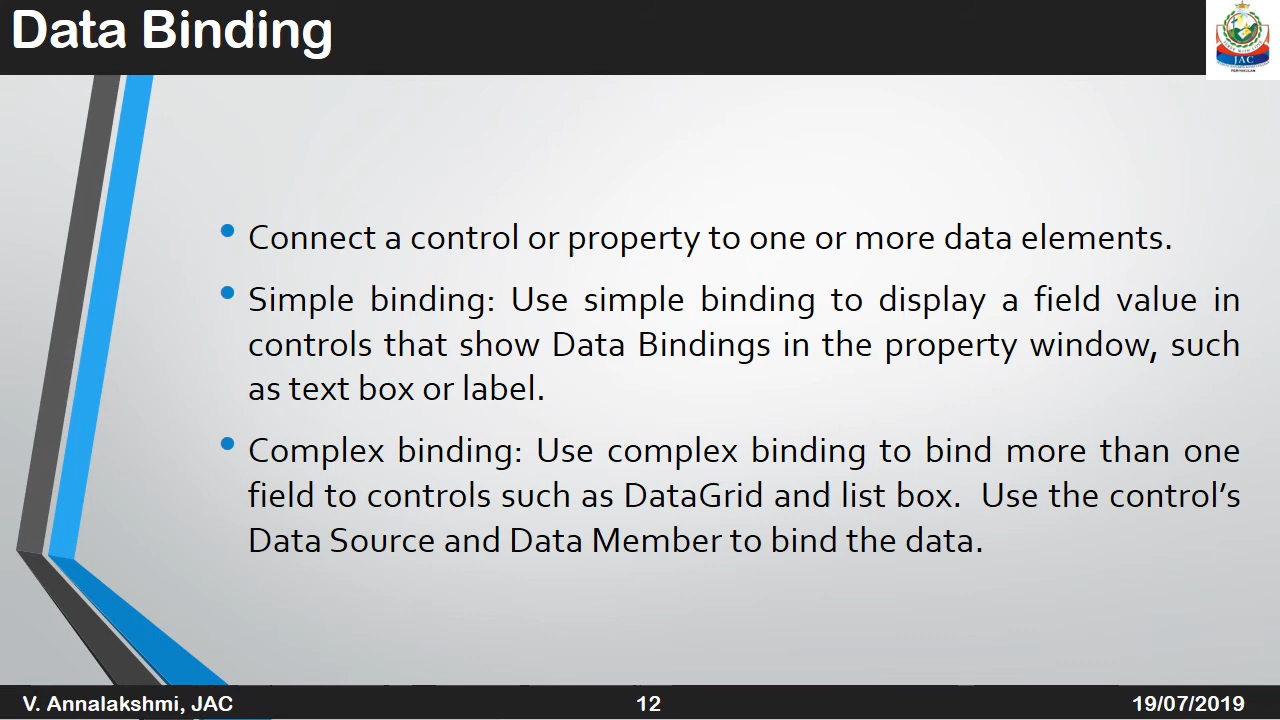 Data Binding
JAC
• Connect a control or property to one or more data elements.
• Simple binding: Use simple binding to display a field value in
controls that show Data Bindings in the property window, such
as text box or label.
• Complex binding: Use complex binding to bind more than one
field to controls such as DataGrid and list box. Use the control's
Data Source and Data Member to bind the data.
V. Annalakshmi, JAC
12
19/07/2019